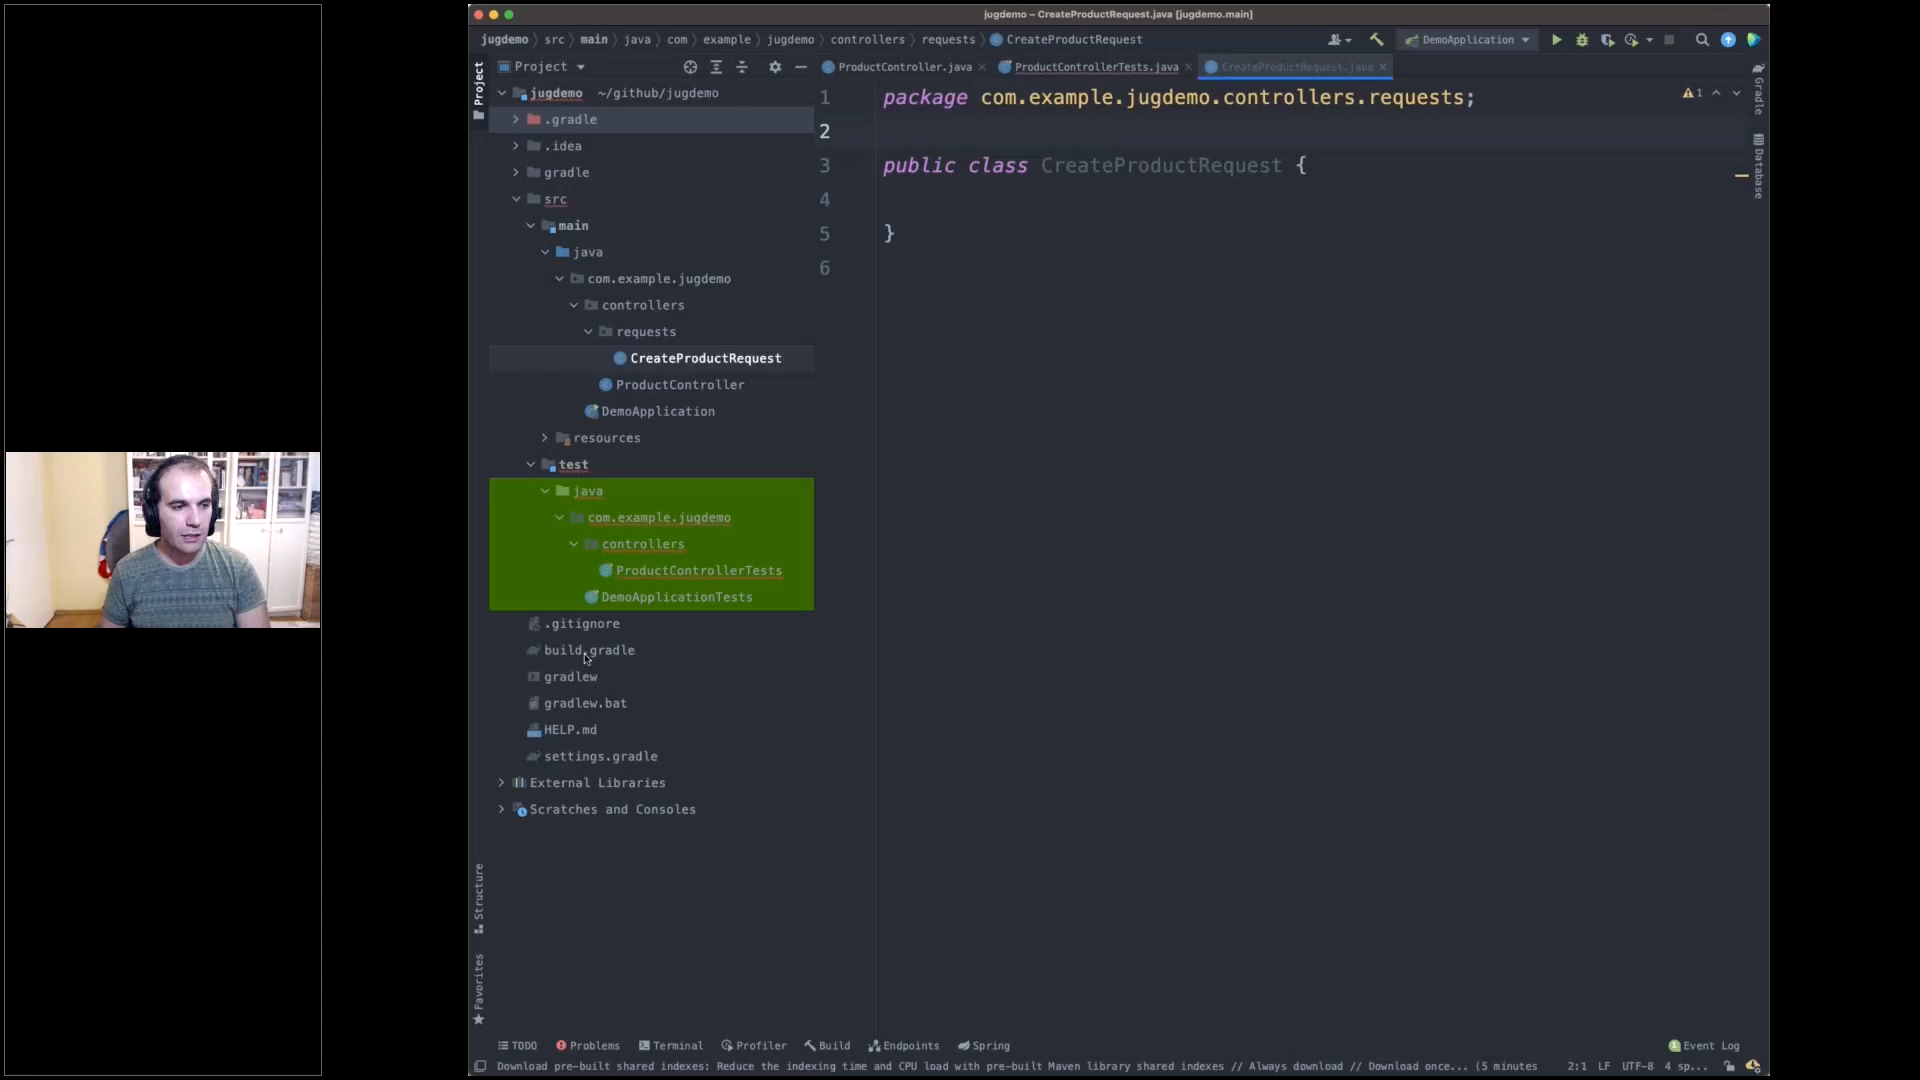 jugdemo – CreateProductRequest.java [jugdemo.main]
jugdemo src main java com example jugdemo controllers requests CreateProductRequest
DemoApplication
Project
ProductController.java
ProductControllerTests.java
CreateProductRequest.java
Project
jugdemo ~/github/jugdemo
.gradle
.idea
gradle
src
main
java
com.example.jugdemo
controllers
requests
CreateProductRequest
ProductController
DemoApplication
resources
test
java
com.example.jugdemo
controllers
ProductControllerTests
DemoApplicationTests
.gitignore
build.gradle
gradlew
gradlew.bat
HELP.md
settings.gradle
External Libraries
Scratches and Consoles
1 package com.example.jugdemo.controllers.requests;
2
3 public class CreateProductRequest {
4
5 }
6
1
Gradle
Database
Structure
Favorites
TODO Problems Terminal Profiler Build Endpoints Spring
1 Event Log
Download pre-built shared indexes: Reduce the indexing time and CPU load with pre-built Maven library shared indexes // Always download // Download once... (5 minutes 2:1 LF UTF-8 4 sp...